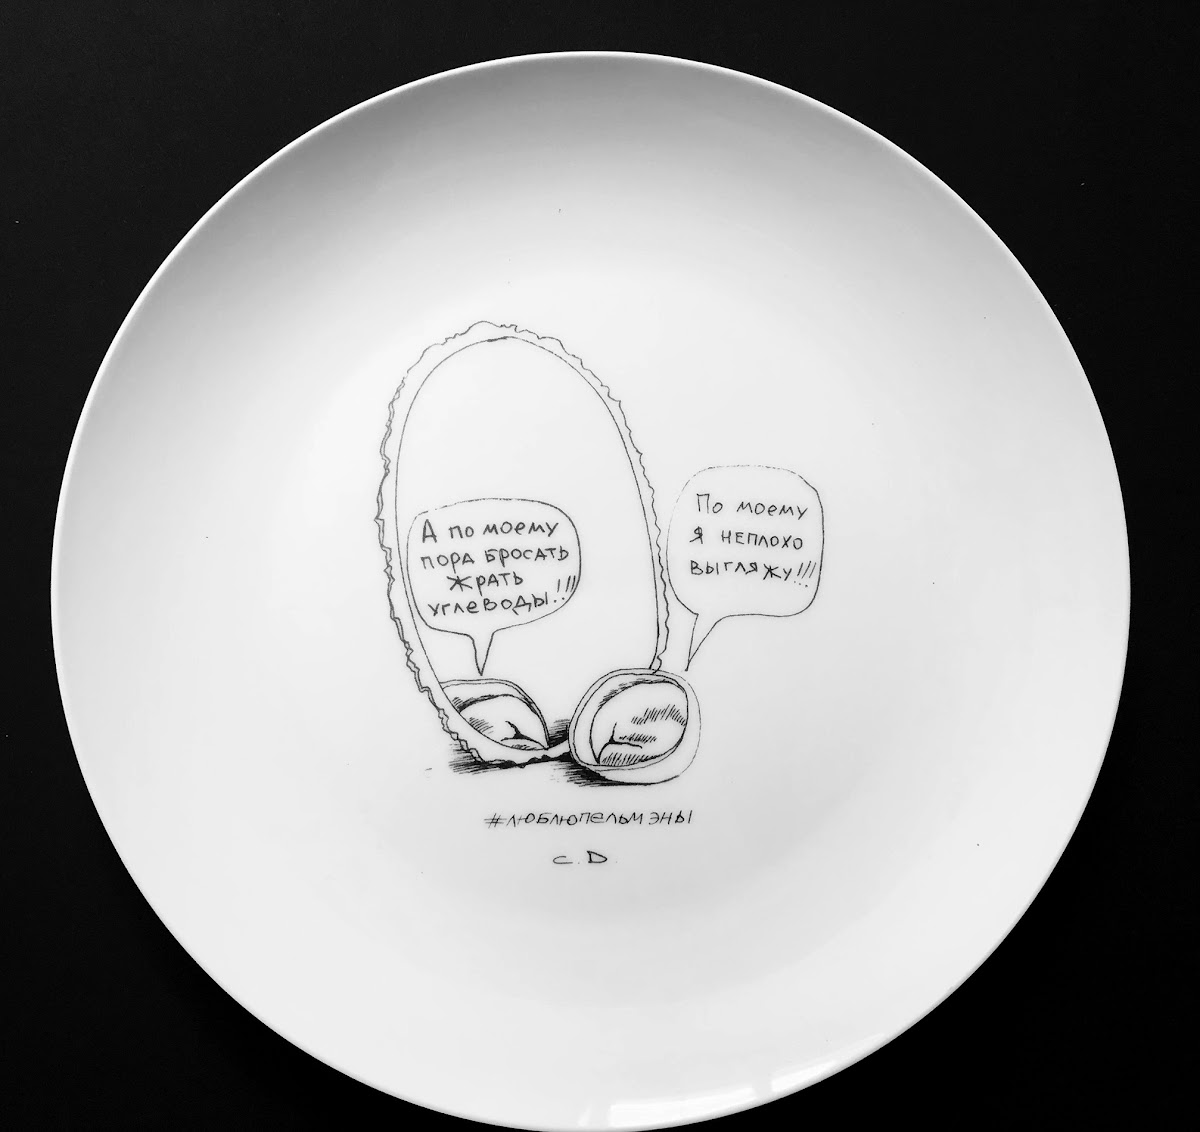 А по моему
пора бросать
жрать
углеводы!!!
По моему
я неплохо
выгляжу!!!
#люблюпельмэны
C.D.